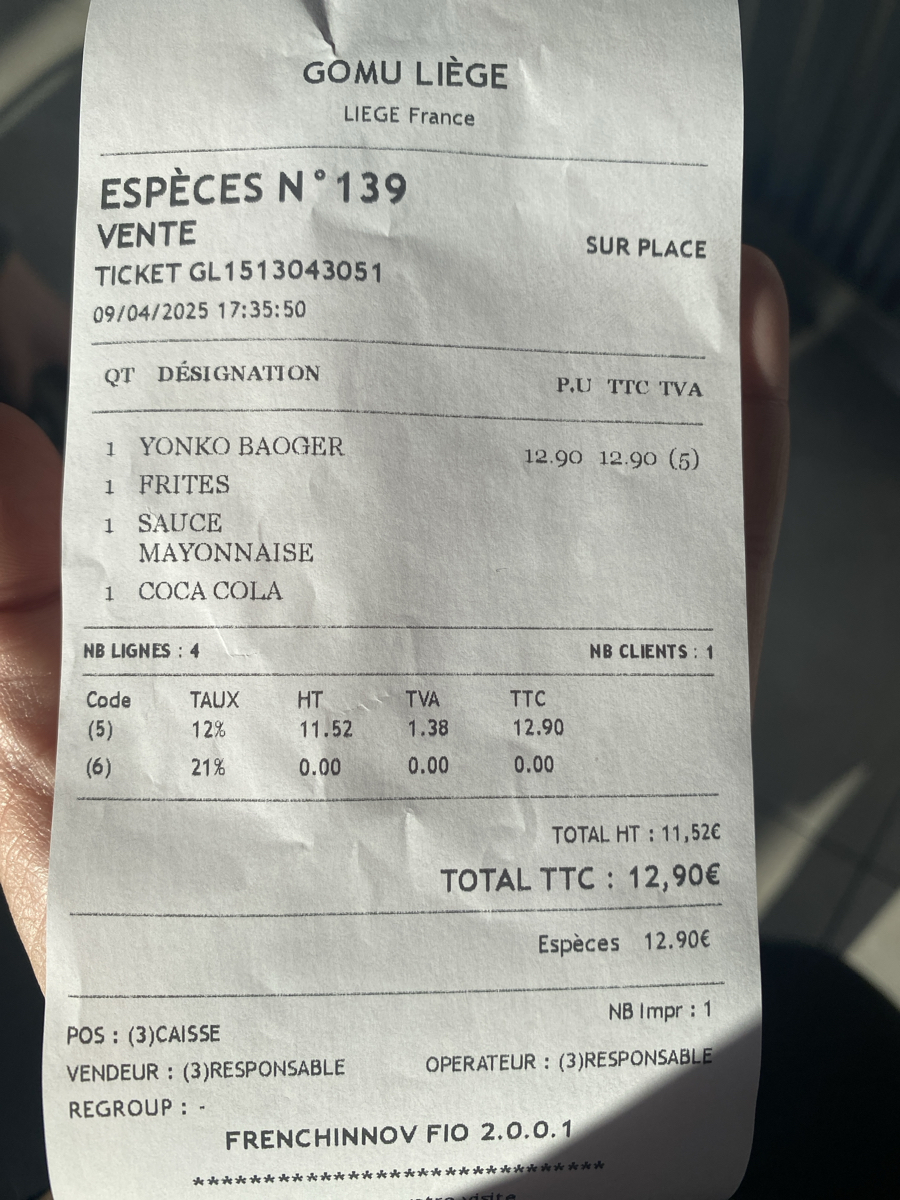 GOMU LIÈGE
LIEGE France
ESPÈCES N°139
VENTE
SUR PLACE
TICKET GL1513043051
09/04/2025 17:35:50
QT DÉSIGNATION P.U TTC TVA
1 YONKO BAOGER 12.90 12.90 (5)
1 FRITES
1 SAUCE
MAYONNAISE
1 COCA COLA
NB LIGNES : 4 NB CLIENTS : 1
Code TAUX HT TVA TTC
(5) 12% 11.52 1.38 12.90
(6) 21% 0.00 0.00 0.00
TOTAL HT : 11,52€
TOTAL TTC : 12,90€
Espèces 12.90€
NB Impr : 1
POS : (3)CAISSE
VENDEUR : (3)RESPONSABLE OPERATEUR : (3)RESPONSABLE
REGROUP : -
FRENCHINNOV FIO 2.0.0.1
*****************************
visite